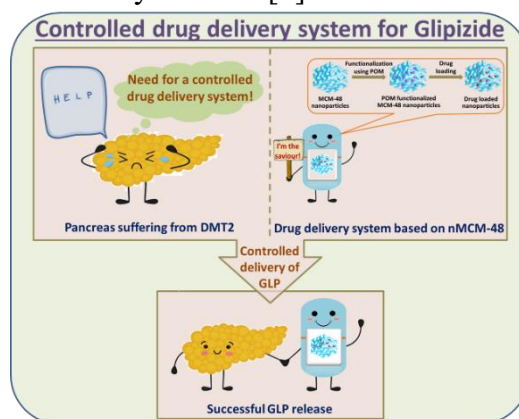 Controlled drug delivery system for Glipizide
HELP
Need for a controlled
drug delivery system!
Pancreas suffering from DMT2
Functionalization
using POM
Drug
loading
MCM-48
nanoparticles
POM functionalized
MCM-48 nanoparticles
Drug loaded
nanoparticles
I'm the
saviour!
Drug delivery system based on nMCM-48
Controlled
delivery of
GLP
Successful GLP release